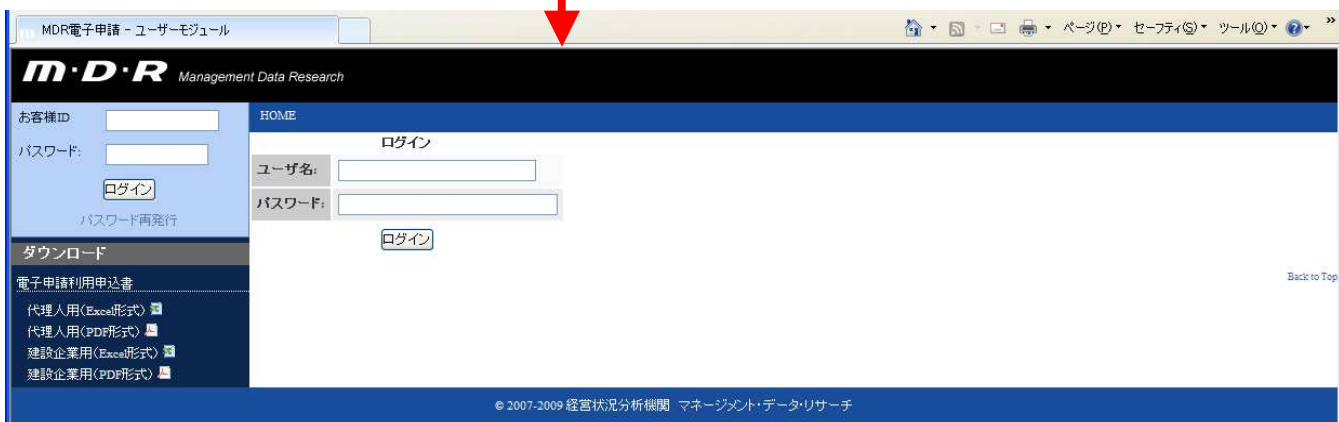 MDR電子申請 - ユーザーモジュール
ページ(P) セーフティ(S) ツール(O)
M・D・R Management Data Research
お客様ID
パスワード:
ログイン
パスワード再発行
ダウンロード
電子申請利用申込書
代理人用(Excel形式)
代理人用(PDF形式)
建設企業用(Excel形式)
建設企業用(PDF形式)
HOME
ログイン
ユーザ名:
パスワード:
ログイン
Back to Top
© 2007-2009 経営状況分析機関 マネージメント・データ・リサーチ